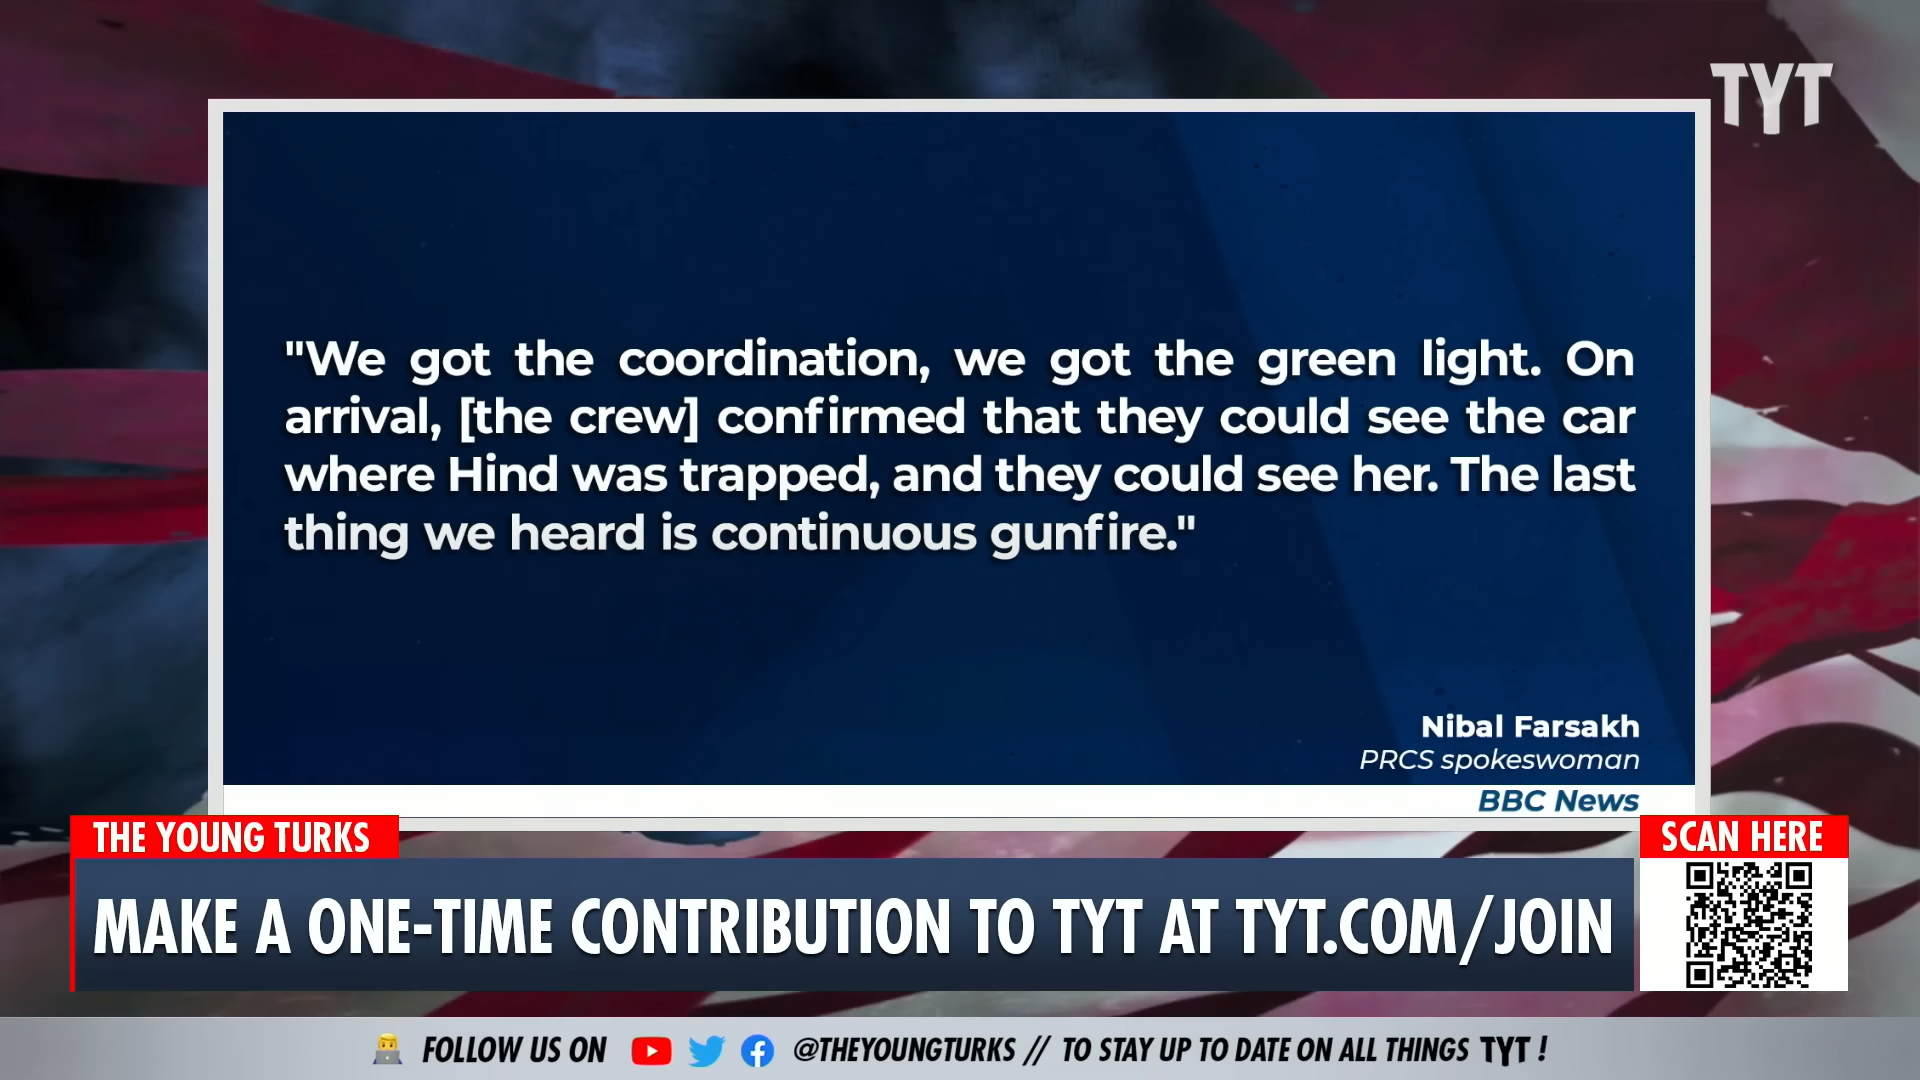 TYT
"We got the coordination, we got the green light. On
arrival, [the crew] confirmed that they could see the car
where Hind was trapped, and they could see her. The last
thing we heard is continuous gunfire."
Nibal Farsakh
PRCS spokeswoman
BBC News
THE YOUNG TURKS
SCAN HERE
MAKE A ONE-TIME CONTRIBUTION TO TYT AT TYT.COM/JOIN
FOLLOW US ON @THEYOUNGTURKS // TO STAY UP TO DATE ON ALL THINGS TYT !